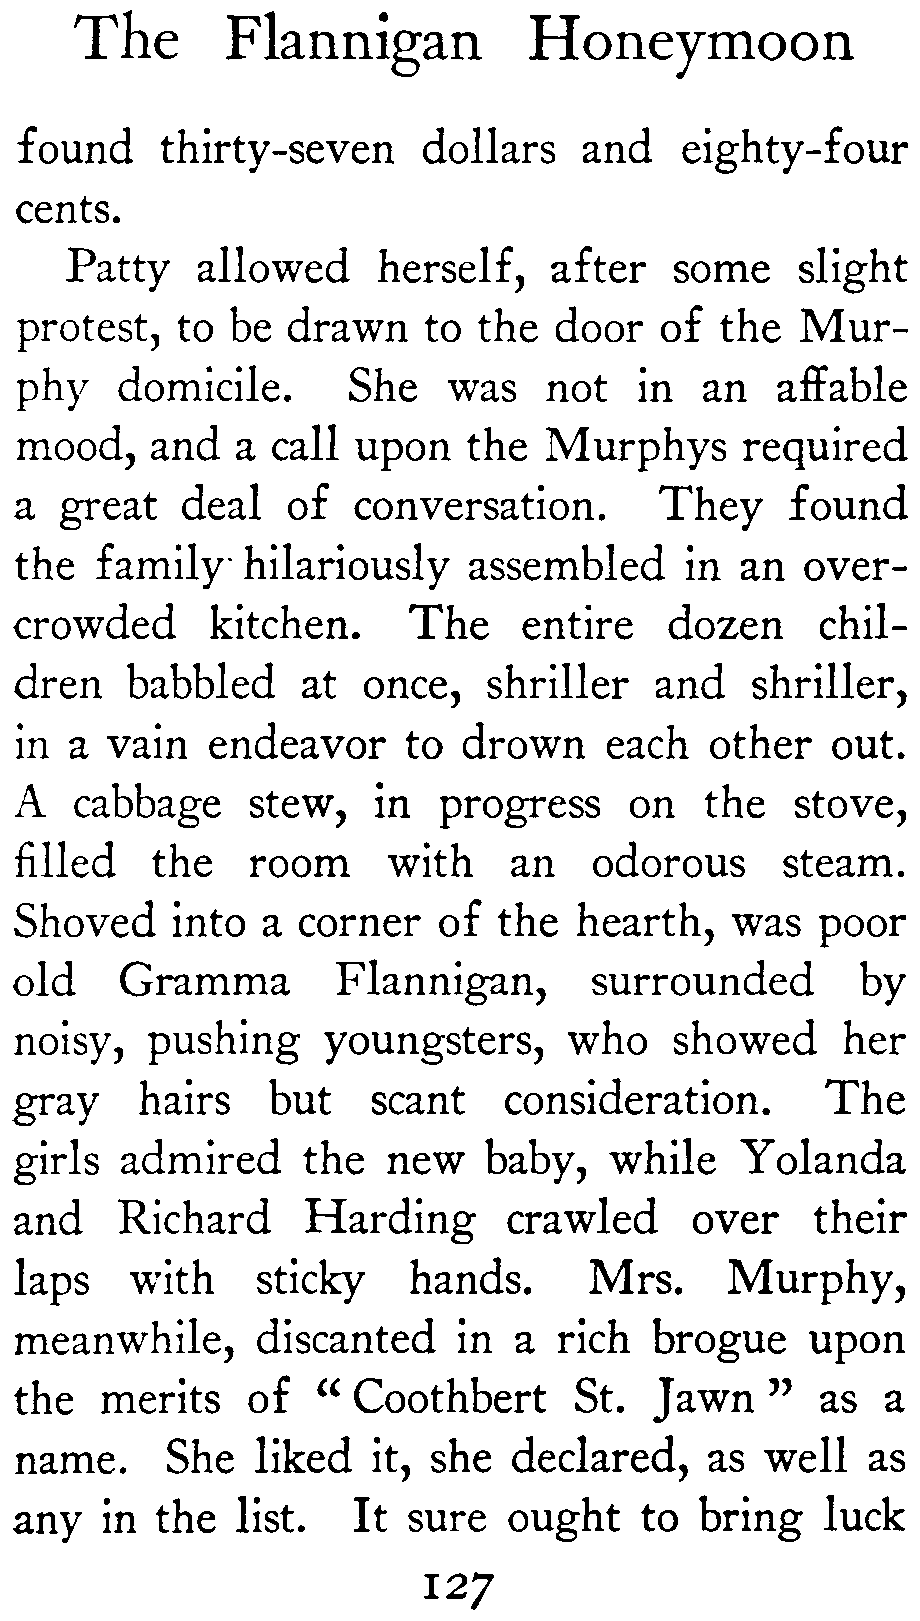 The Flannigan Honeymoon
found thirty-seven dollars and eighty-four
cents.
Patty allowed herself, after some slight
protest, to be drawn to the door of the Mur-
phy domicile. She was not in an affable
mood, and a call upon the Murphys required
a great deal of conversation. They found
the family hilariously assembled in an over-
crowded kitchen. The entire dozen chil-
dren babbled at once, shriller and shriller,
in a vain endeavor to drown each other out.
A cabbage stew, in progress on the stove,
filled the room with an odorous steam.
Shoved into a corner of the hearth, was poor
old Gramma Flannigan, surrounded by
noisy, pushing youngsters, who showed her
gray hairs but scant consideration. The
girls admired the new baby, while Yolanda
and Richard Harding crawled over their
laps with sticky hands. Mrs. Murphy,
meanwhile, discanted in a rich brogue upon
the merits of “Coothbert St. Jawn” as a
name. She liked it, she declared, as well as
any in the list. It sure ought to bring luck
127